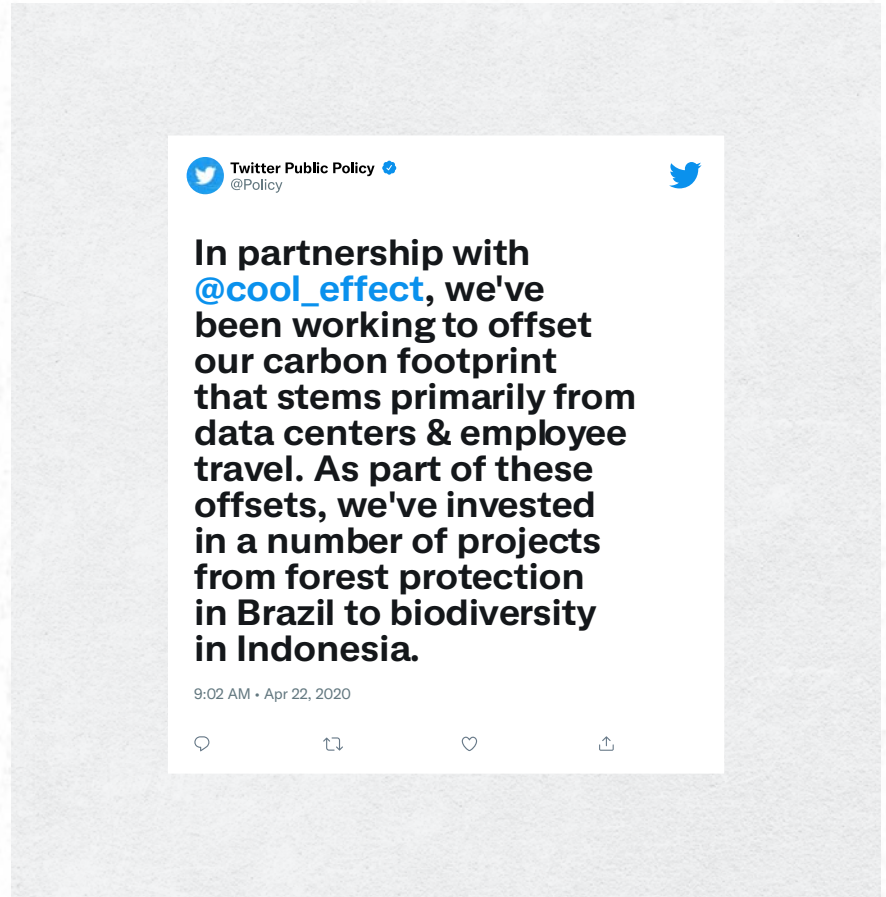 Twitter Public Policy
@Policy
In partnership with
@cool_effect, we've
been working to offset
our carbon footprint
that stems primarily from
data centers & employee
travel. As part of these
offsets, we've invested
in a number of projects
from forest protection
in Brazil to biodiversity
in Indonesia.
9:02 AM • Apr 22, 2020